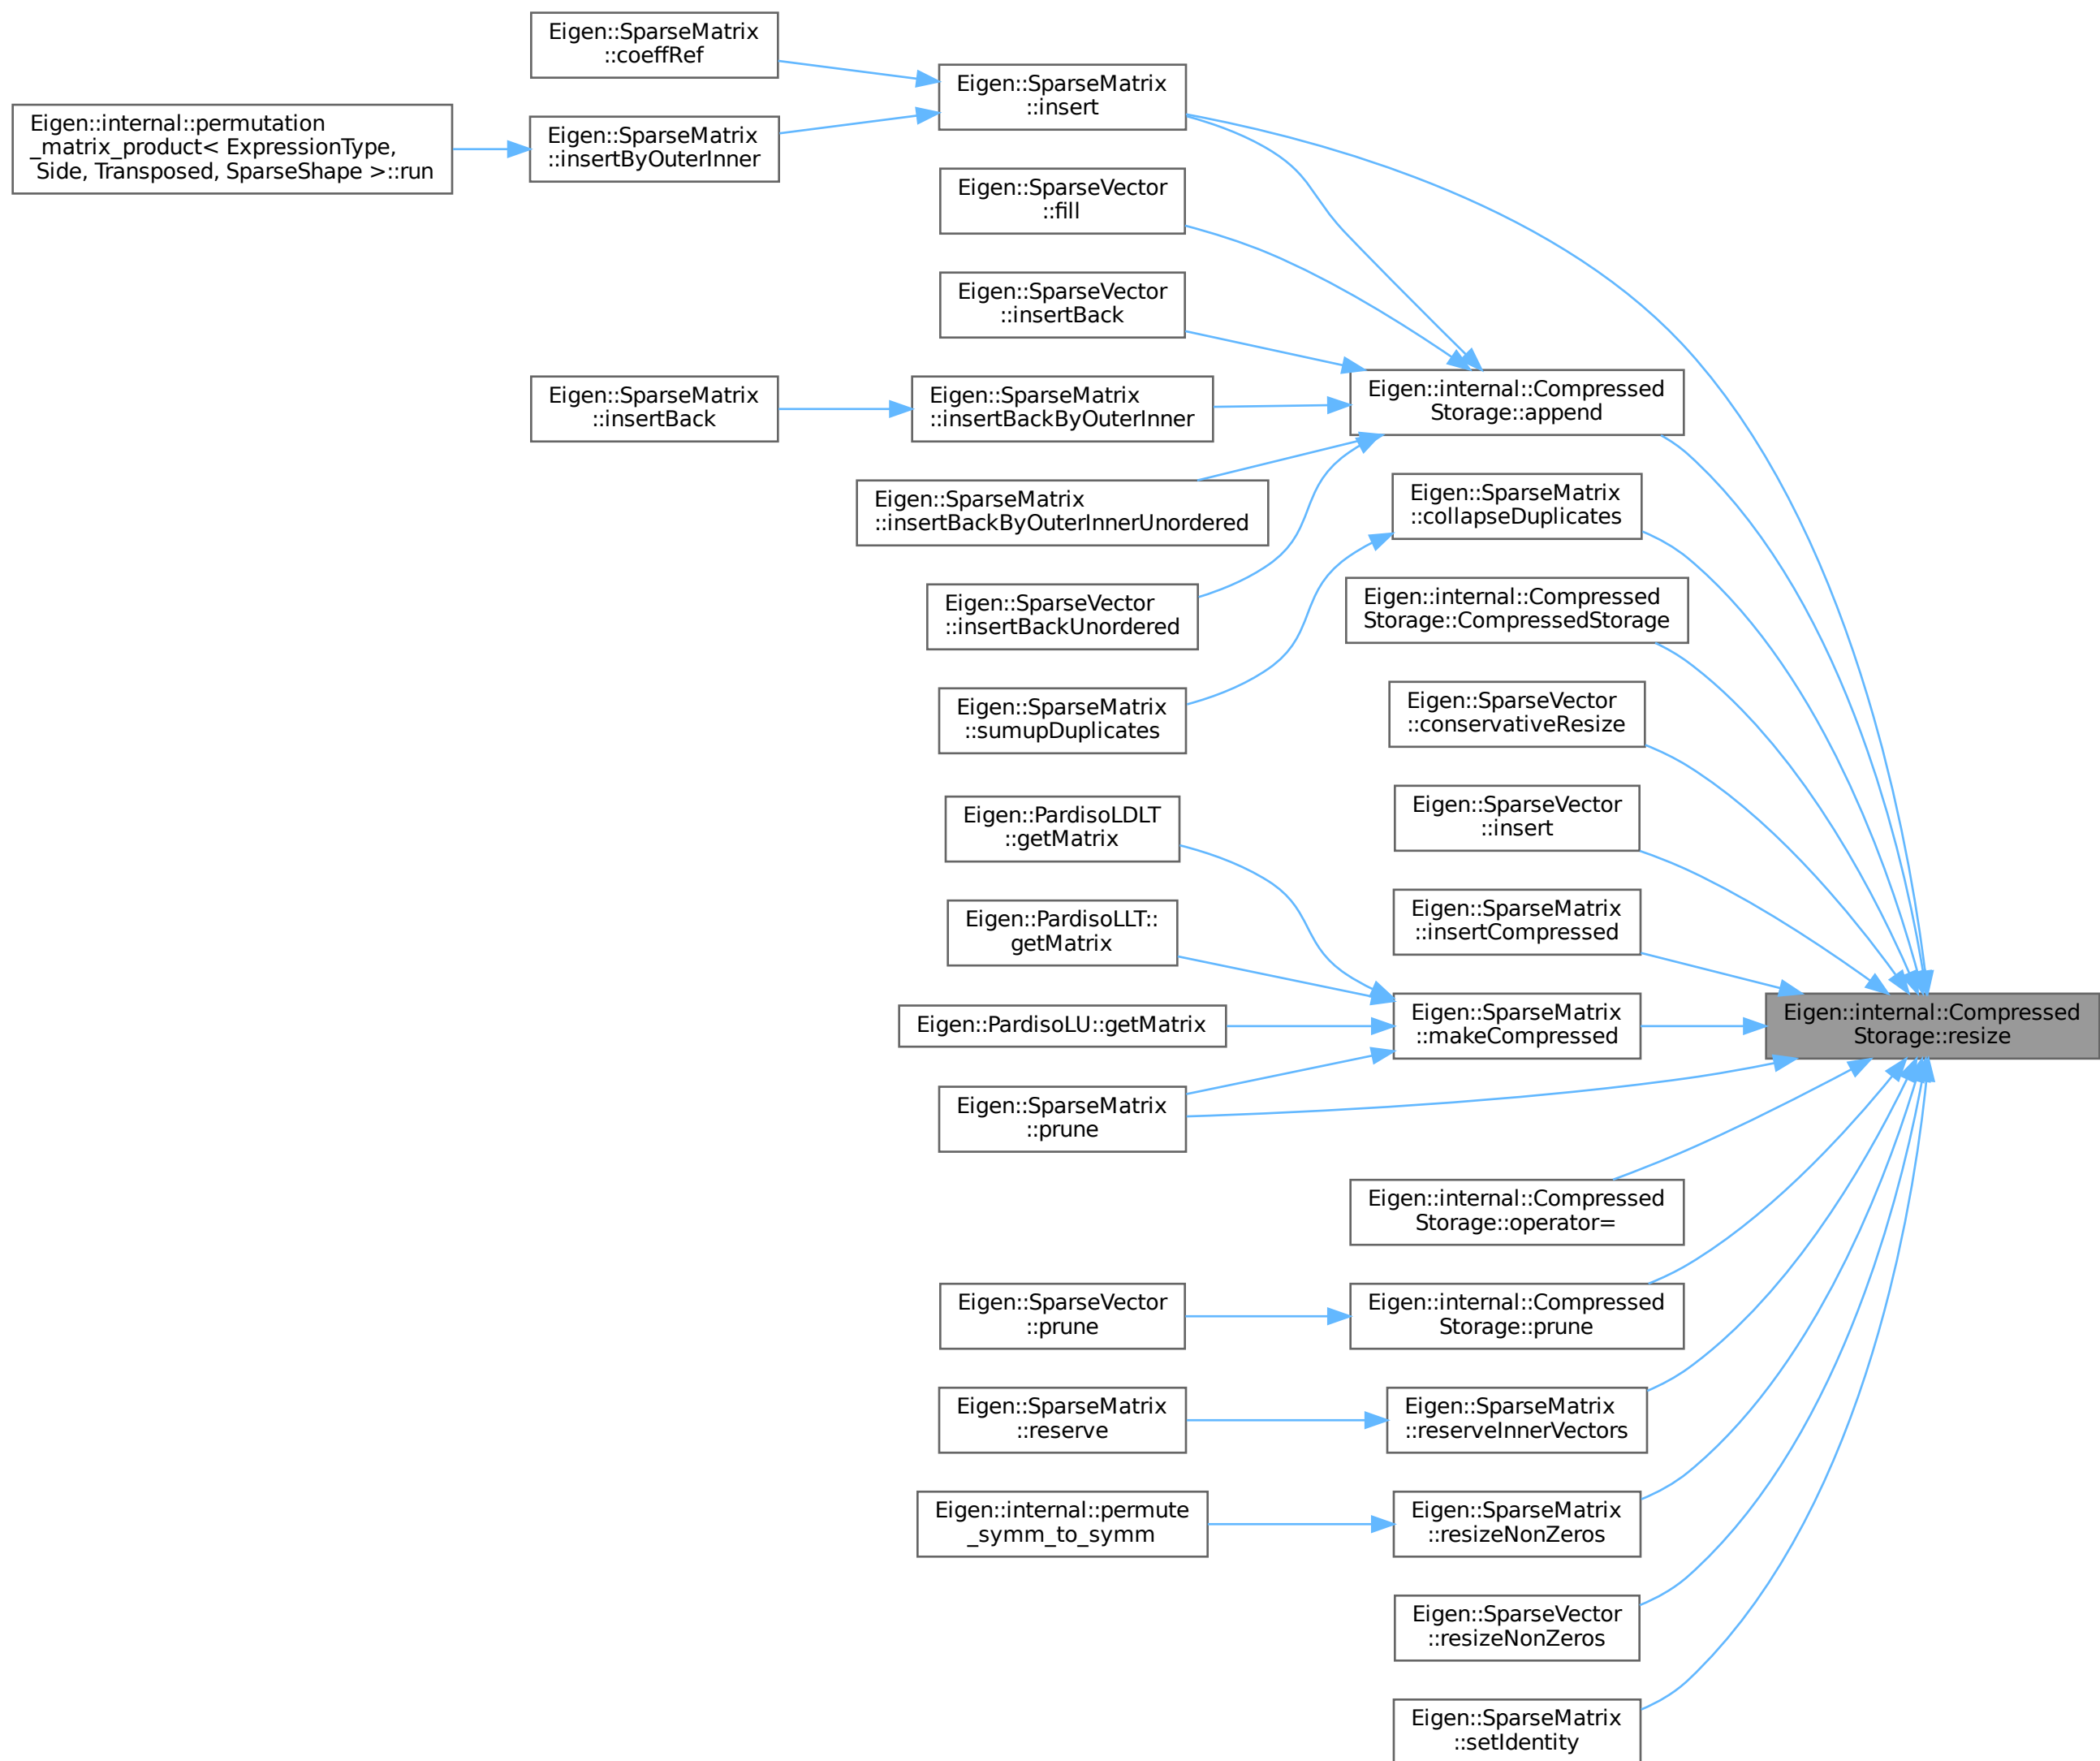 Eigen::SparseMatrix
::coeffRef
Eigen::SparseMatrix
::insert
Eigen::internal::permutation
_matrix_product< ExpressionType,
Side, Transposed, SparseShape >::run
Eigen::SparseMatrix
::insertByOuterInner
Eigen::SparseVector
::fill
Eigen::SparseVector
::insertBack
Eigen::SparseMatrix
::insertBack
Eigen::SparseMatrix
::insertBackByOuterInner
Eigen::internal::Compressed
Storage::append
Eigen::SparseMatrix
::insertBackByOuterInnerUnordered
Eigen::SparseMatrix
::collapseDuplicates
Eigen::SparseVector
::insertBackUnordered
Eigen::internal::Compressed
Storage::CompressedStorage
Eigen::SparseMatrix
::sumupDuplicates
Eigen::SparseVector
::conservativeResize
Eigen::PardisoLDLT
::getMatrix
Eigen::SparseVector
::insert
Eigen::PardisoLLT::
getMatrix
Eigen::SparseMatrix
::insertCompressed
Eigen::PardisoLU::getMatrix
Eigen::SparseMatrix
::makeCompressed
Eigen::internal::Compressed
Storage::resize
Eigen::SparseMatrix
::prune
Eigen::internal::Compressed
Storage::operator=
Eigen::SparseVector
::prune
Eigen::internal::Compressed
Storage::prune
Eigen::SparseMatrix
::reserve
Eigen::SparseMatrix
::reserveInnerVectors
Eigen::internal::permute
_symm_to_symm
Eigen::SparseMatrix
::resizeNonZeros
Eigen::SparseVector
::resizeNonZeros
Eigen::SparseMatrix
::setIdentity